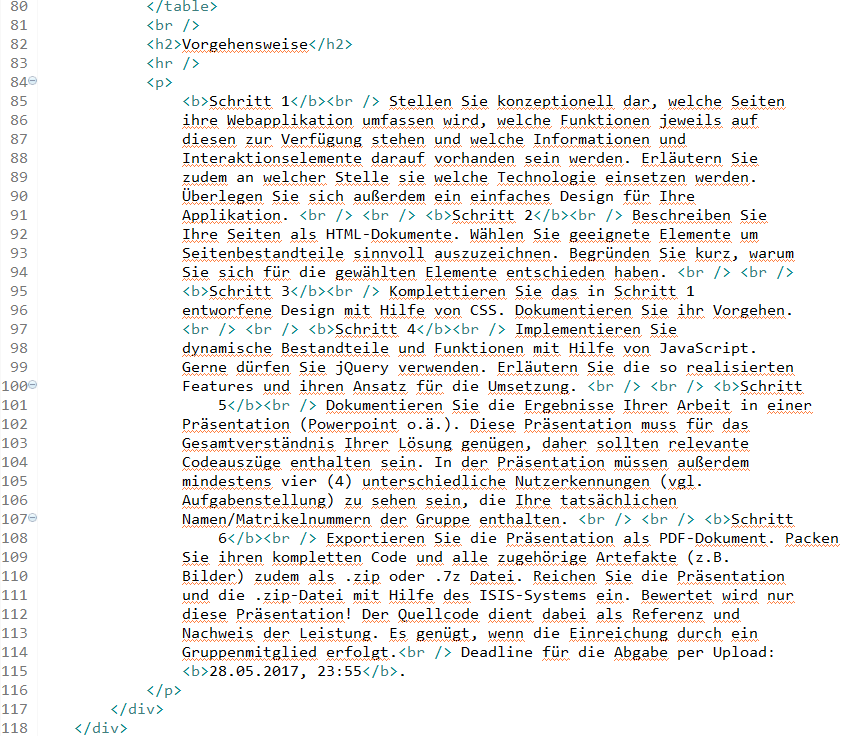 80 </table>
81 <br />
82 <h2>Vorgehensweise</h2>
83 <hr />
84 <p>
85 <b>Schritt 1</b><br /> Stellen Sie konzeptionell dar, welche Seiten
86 ihre Webapplikation umfassen wird, welche Funktionen jeweils auf
87 diesen zur Verfügung stehen und welche Informationen und
88 Interaktionselemente darauf vorhanden sein werden. Erläutern Sie
89 zudem an welcher Stelle sie welche Technologie einsetzen werden.
90 Überlegen Sie sich außerdem ein einfaches Design für Ihre
91 Applikation. <br /> <br /> <b>Schritt 2</b><br /> Beschreiben Sie
92 Ihre Seiten als HTML-Dokumente. Wählen Sie geeignete Elemente um
93 Seitenbestandteile sinnvoll auszuzeichnen. Begründen Sie kurz, warum
94 Sie sich für die gewählten Elemente entschieden haben. <br /> <br />
95 <b>Schritt 3</b><br /> Komplettieren Sie das in Schritt 1
96 entworfene Design mit Hilfe von CSS. Dokumentieren Sie ihr Vorgehen.
97 <br /> <br /> <b>Schritt 4</b><br /> Implementieren Sie
98 dynamische Bestandteile und Funktionen mit Hilfe von JavaScript.
99 Gerne dürfen Sie jQuery verwenden. Erläutern Sie die so realisierten
100 Features und ihren Ansatz für die Umsetzung. <br /> <br /> <b>Schritt
101 5</b><br /> Dokumentieren Sie die Ergebnisse Ihrer Arbeit in einer
102 Präsentation (Powerpoint o.ä.). Diese Präsentation muss für das
103 Gesamtverständnis Ihrer Lösung genügen, daher sollten relevante
104 Codeauszüge enthalten sein. In der Präsentation müssen außerdem
105 mindestens vier (4) unterschiedliche Nutzerkennungen (vgl.
106 Aufgabenstellung) zu sehen sein, die Ihre tatsächlichen
107 Namen/Matrikelnummern der Gruppe enthalten. <br /> <br /> <b>Schritt
108 6</b><br /> Exportieren Sie die Präsentation als PDF-Dokument. Packen
109 Sie ihren kompletten Code und alle zugehörige Artefakte (z.B.
110 Bilder) zudem als .zip oder .7z Datei. Reichen Sie die Präsentation
111 und die .zip-Datei mit Hilfe des ISIS-Systems ein. Bewertet wird nur
112 diese Präsentation! Der Quellcode dient dabei als Referenz und
113 Nachweis der Leistung. Es genügt, wenn die Einreichung durch ein
114 Gruppenmitglied erfolgt.<br /> Deadline für die Abgabe per Upload:
115 <b>28.05.2017, 23:55</b>.
116 </p>
117 </div>
118 </div>